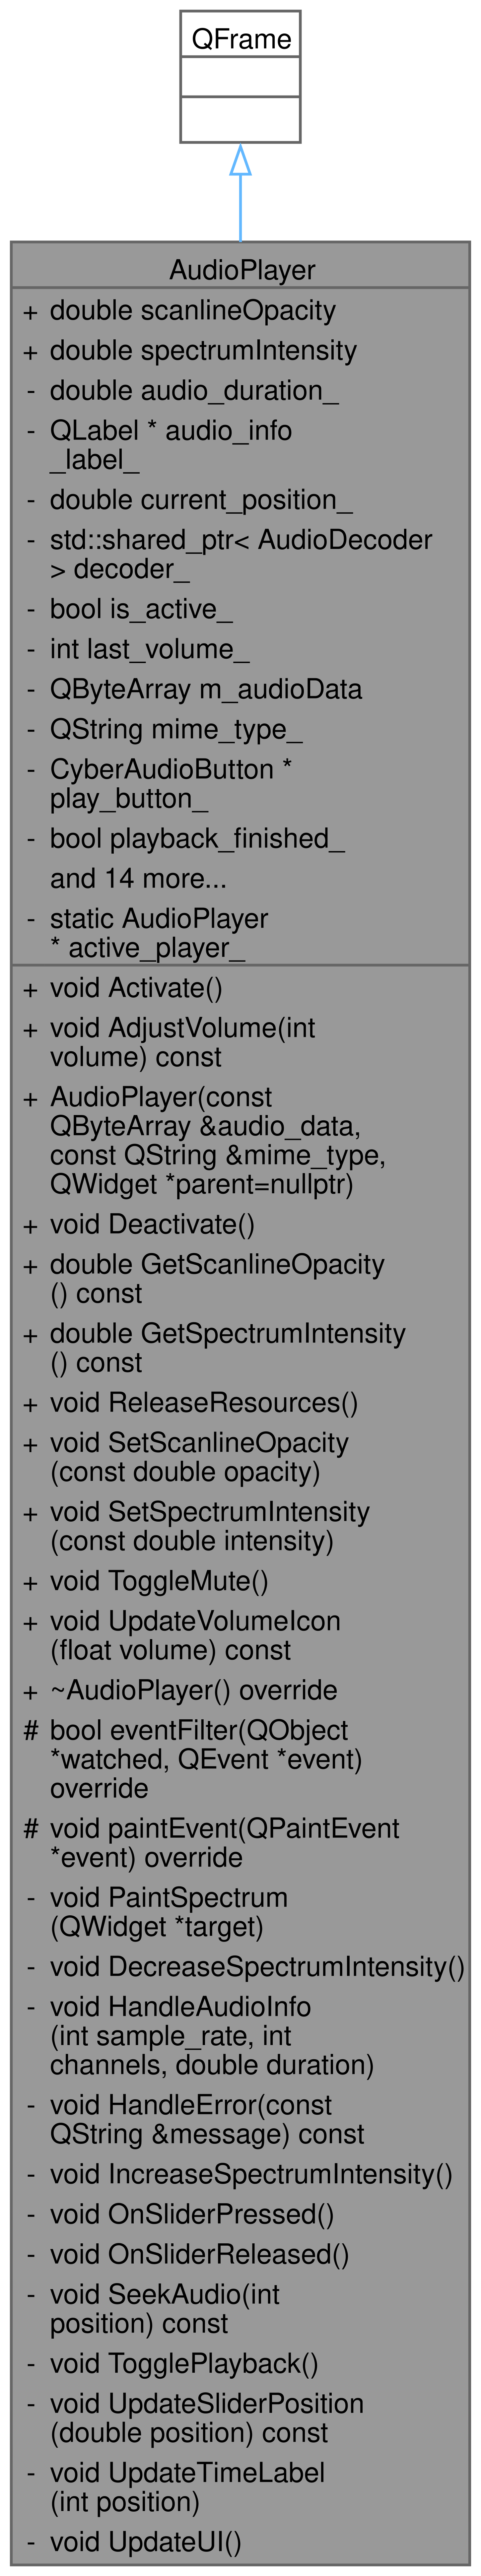 QFrame
AudioPlayer
+ double scanlineOpacity
+ double spectrumIntensity
- double audio_duration_
- QLabel * audio_info
_label_
- double current_position_
- std::shared_ptr< AudioDecoder
> decoder_
- bool is_active_
- int last_volume_
- QByteArray m_audioData
- QString mime_type_
- CyberAudioButton *
play_button_
- bool playback_finished_
and 14 more...
- static AudioPlayer
* active_player_
+ void Activate()
+ void AdjustVolume(int
volume) const
+ AudioPlayer(const
QByteArray &audio_data,
const QString &mime_type,
QWidget *parent=nullptr)
+ void Deactivate()
+ double GetScanlineOpacity
() const
+ double GetSpectrumIntensity
() const
+ void ReleaseResources()
+ void SetScanlineOpacity
(const double opacity)
+ void SetSpectrumIntensity
(const double intensity)
+ void ToggleMute()
+ void UpdateVolumeIcon
(float volume) const
+ ~AudioPlayer() override
# bool eventFilter(QObject
*watched, QEvent *event)
override
# void paintEvent(QPaintEvent
*event) override
- void PaintSpectrum
(QWidget *target)
- void DecreaseSpectrumIntensity()
- void HandleAudioInfo
(int sample_rate, int
channels, double duration)
- void HandleError(const
QString &message) const
- void IncreaseSpectrumIntensity()
- void OnSliderPressed()
- void OnSliderReleased()
- void SeekAudio(int
position) const
- void TogglePlayback()
- void UpdateSliderPosition
(double position) const
- void UpdateTimeLabel
(int position)
- void UpdateUI()